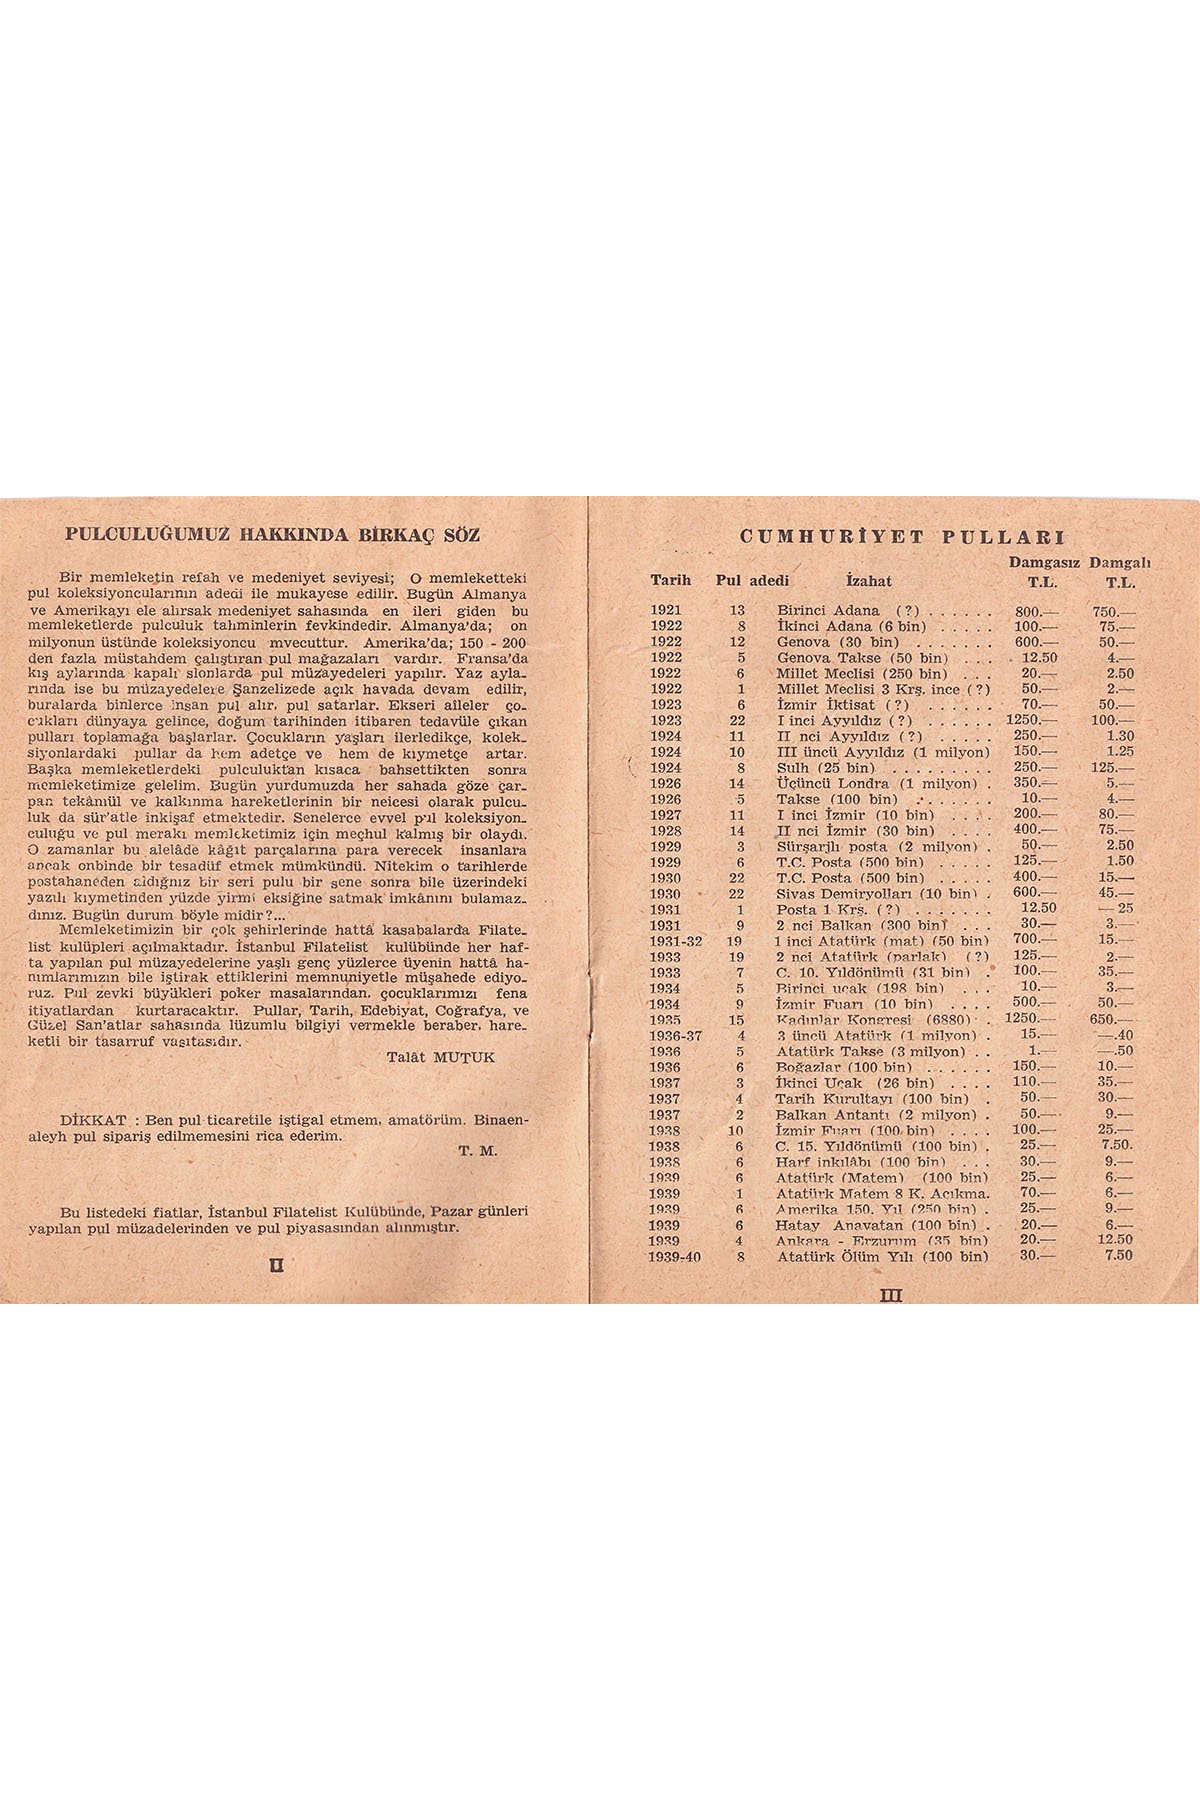 PULCULUĞUMUZ HAKKINDA BİRKAÇ SÖZ
Bir memleketin refah ve medeniyet seviyesi; O memleketteki
pul koleksiyoncularının adedi ile mukayese edilir. Bugün Almanya
ve Amerikayı ele alırsak medeniyet sahasında en ileri giden bu
memleketlerde pulculuk tahminlerin fevkindedir. Almanya'da; on
milyonun üstünde koleksiyoncu mvecuttur. Amerika'da; 150 - 200
den fazla müstahdem çalıştıran pul mağazaları vardır. Fransa'da
kış aylarında kapalı slonlarda pul müzayedeleri yapılır. Yaz ayla-
rında ise bu müzayedelere Şanzelizede açık havada devam edilir,
buralarda binlerce insan pul alır, pul satarlar. Ekseri aileler ço-
cukları dünyaya gelince, doğum tarihinden itibaren tedavüle çıkan
pulları toplamağa başlarlar. Çocukların yaşları ilerledikçe, kolek-
siyonlardaki pullar da hem adetçe ve hem de kıymetçe artar.
Başka memleketlerdeki pulculuktan kısaca bahsettikten sonra
memleketimize gelelim. Bugün yurdumuzda her sahada göze çar-
pan tekâmül ve kalkınma hareketlerinin bir neicesi olarak pulcu-
luk da sür'atle inkişaf etmektedir. Senelerce evvel pul koleksiyon-
culuğu ve pul merakı memleketimiz için meçhul kalmış bir olaydı.
O zamanlar bu alelâde kâğıt parçalarına para verecek insanlara
ancak onbinde bir tesadüf etmek mümkündü. Nitekim o tarihlerde
postahaneden aldığınız bir seri pulu bir sene sonra bile üzerindeki
yazılı kıymetinden yüzde yirmi eksiğine satmak imkânını bulamaz-
dınız. Bugün durum böyle midir?...
Memleketimizin bir çok şehirlerinde hattâ kasabalarda Filate-
list kulüpleri açılmaktadır. İstanbul Filatelist kulübünde her haf-
ta yapılan pul müzayedelerine yaşlı genç yüzlerce üyenin hattâ ha-
nımlarımızın bile iştirak ettiklerini memnuniyetle müşahede ediyo-
ruz. Pul zevki büyükleri poker masalarından, çocuklarımızı fena
itiyatlardan kurtaracaktır. Pullar, Tarih, Edebiyat, Coğrafya, ve
Güzel San'atlar sahasında lüzumlu bilgiyi vermekle beraber, hare-
ketli bir tasarruf vasıtasıdır.
Talât MUTUK
DİKKAT : Ben pul ticaretile iştigal etmem, amatörüm. Binaen-
aleyh pul sipariş edilmemesini rica ederim.
T. M.
Bu listedeki fiatlar, İstanbul Filatelist Kulübünde, Pazar günleri
yapılan pul müzadelerinden ve pul piyasasından alınmıştır.
II
CUMHURİYET PULLARI
Damgasız Damgalı
Tarih Pul adedi İzahat T.L. T.L.
1921 13 Birinci Adana (?) . . . . . . 800.— 750.—
1922 8 İkinci Adana (6 bin) . . . . . 100.— 75.—
1922 12 Genova (30 bin) . . . . . . . 600.— 50.—
1922 5 Genova Takse (50 bin) . . . 12.50 4.—
1922 6 Millet Meclisi (250 bin) . . . 20.— 2.50
1922 1 Millet Meclisi 3 Krş. ince (?) 50.— 2.—
1923 6 İzmir İktisat (?) . . . . . . 70.— 50.—
1923 22 I inci Ayyıldız (?) . . . . . . 1250.— 100.—
1924 11 II nci Ayyıldız (?) . . . . . 250.— 1.30
1924 10 III üncü Ayyıldız (1 milyon) 150.— 1.25
1924 8 Sulh (25 bin) . . . . . . . . . 250.— 125.—
1926 14 Üçüncü Londra (1 milyon) . 350.— 5.—
1926 5 Takse (100 bin) . . . . . . . 10.— 4.—
1927 11 I inci İzmir (10 bin) . . . . 200.— 80.—
1928 14 II nci İzmir (30 bin) . . . . 400.— 75.—
1929 3 Sürşarjlı posta (2 milyon) . 50.— 2.50
1929 6 T.C. Posta (500 bin) . . . . . 125.— 1.50
1930 22 T.C. Posta (500 bin) . . . . . 400.— 15.—
1930 22 Sivas Demiryolları (10 bin) . 600.— 45.—
1931 1 Posta 1 Krş. (?) . . . . . . . 12.50 —25
1931 9 2 nci Balkan (300 bin) . . . 30.— 3.—
1931-32 19 1 inci Atatürk (mat) (50 bin) 700.— 15.—
1933 19 2 nci Atatürk (parlak) (?) 125.— 2.—
1933 7 C. 10. Yıldönümü (31 bin) . 100.— 35.—
1934 5 Birinci uçak (198 bin) . . . 10.— 3.—
1934 9 İzmir Fuarı (10 bin) . . . . 500.— 50.—
1935 15 Kadınlar Kongresi (6880) . 1250.— 650.—
1936-37 4 3 üncü Atatürk (1 milyon) . 15.— —.40
1936 5 Atatürk Takse (3 milyon) . . 1.— —.50
1936 6 Boğazlar (100 bin) . . . . . . 150.— 10.—
1937 3 İkinci Uçak (26 bin) . . . . 110.— 35.—
1937 4 Tarih Kurultayı (100 bin) . 50.— 30.—
1937 2 Balkan Antantı (2 milyon) . 50.— 9.—
1938 10 İzmir Fuarı (100 bin) . . . . 100.— 25.—
1938 6 C. 15. Yıldönümü (100 bin) . 25.— 7.50.
1938 6 Harf inkılâbı (100 bin) . . . 30.— 9.—
1939 6 Atatürk (Matem) (100 bin) 25.— 6.—
1939 1 Atatürk Matem 8 K. Açıkma. 70.— 6.—
1939 6 Amerika 150. Yıl (250 bin) . 25.— 9.—
1939 6 Hatay Anavatan (100 bin) . 20.— 6.—
1939 4 Ankara - Erzurum (35 bin) 20.— 12.50
1939-40 8 Atatürk Ölüm Yılı (100 bin) 30.— 7.50
III